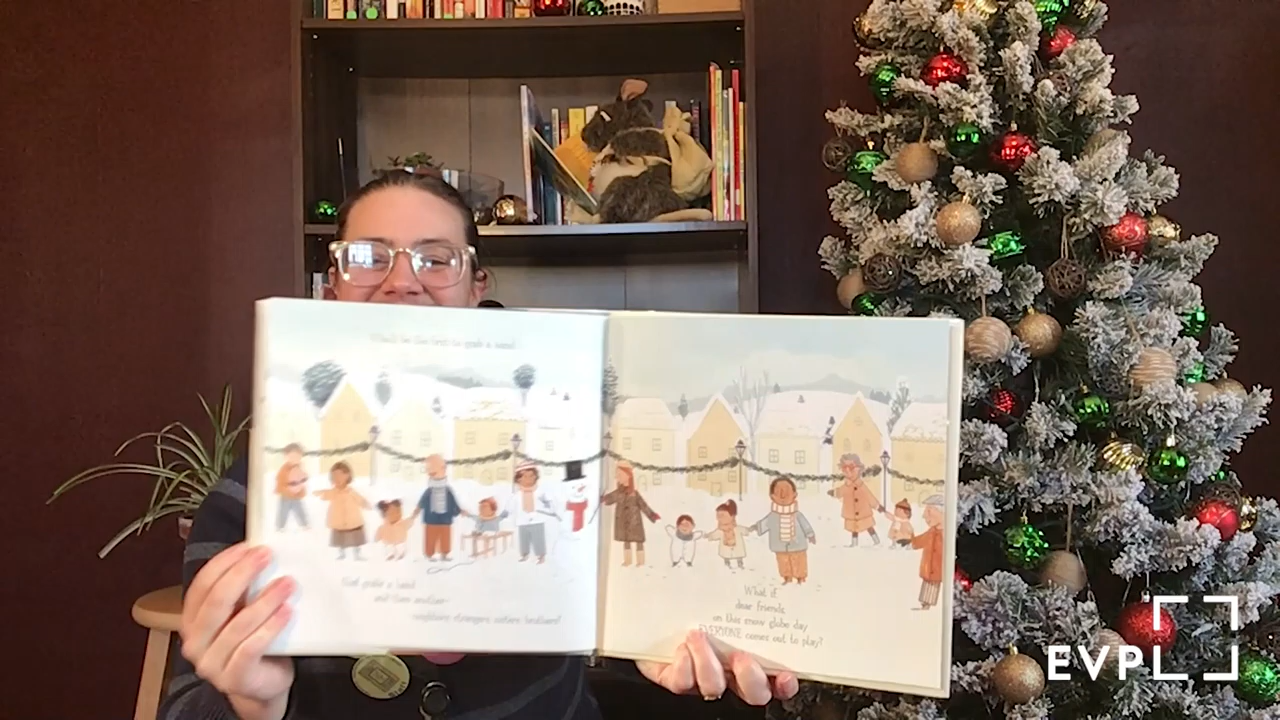 Who'll be the first to grab a hand
And grabs a hand
and then another–
neighbors strangers sisters brothers?
What if
dear friends
on this snow globe day
EVERYONE comes out to play?
EVPL